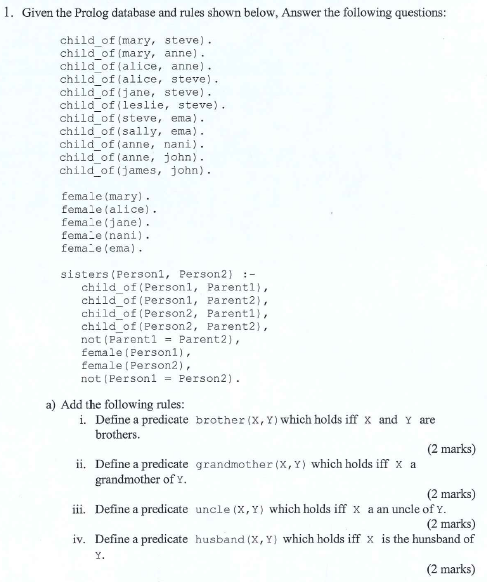 1. Given the Prolog database and rules shown below, Answer the following questions:
child_of(mary, steve).
child_of(mary, anne).
child_of(alice, anne).
child_of(alice, steve).
child_of(jane, steve).
child_of(leslie, steve).
child_of(steve, ema).
child_of(sally, ema).
child_of(anne, nani).
child_of(anne, john).
child_of(james, john).
female(mary).
female(alice).
female(jane).
female(nani).
female(ema).
sisters(Person1, Person2) :-
child_of(Person1, Parent1),
child_of(Person1, Parent2),
child_of(Person2, Parent1),
child_of(Person2, Parent2),
not(Parent1 = Parent2),
female(Person1),
female(Person2),
not(Person1 = Person2).
a) Add the following rules:
i. Define a predicate brother(X,Y) which holds iff X and Y are
brothers.
(2 marks)
ii. Define a predicate grandmother(X,Y) which holds iff X a
grandmother of Y.
(2 marks)
iii. Define a predicate uncle(X,Y) which holds iff X a an uncle of Y.
(2 marks)
iv. Define a predicate husband(X,Y) which holds iff X is the hunsband of
Y.
(2 marks)